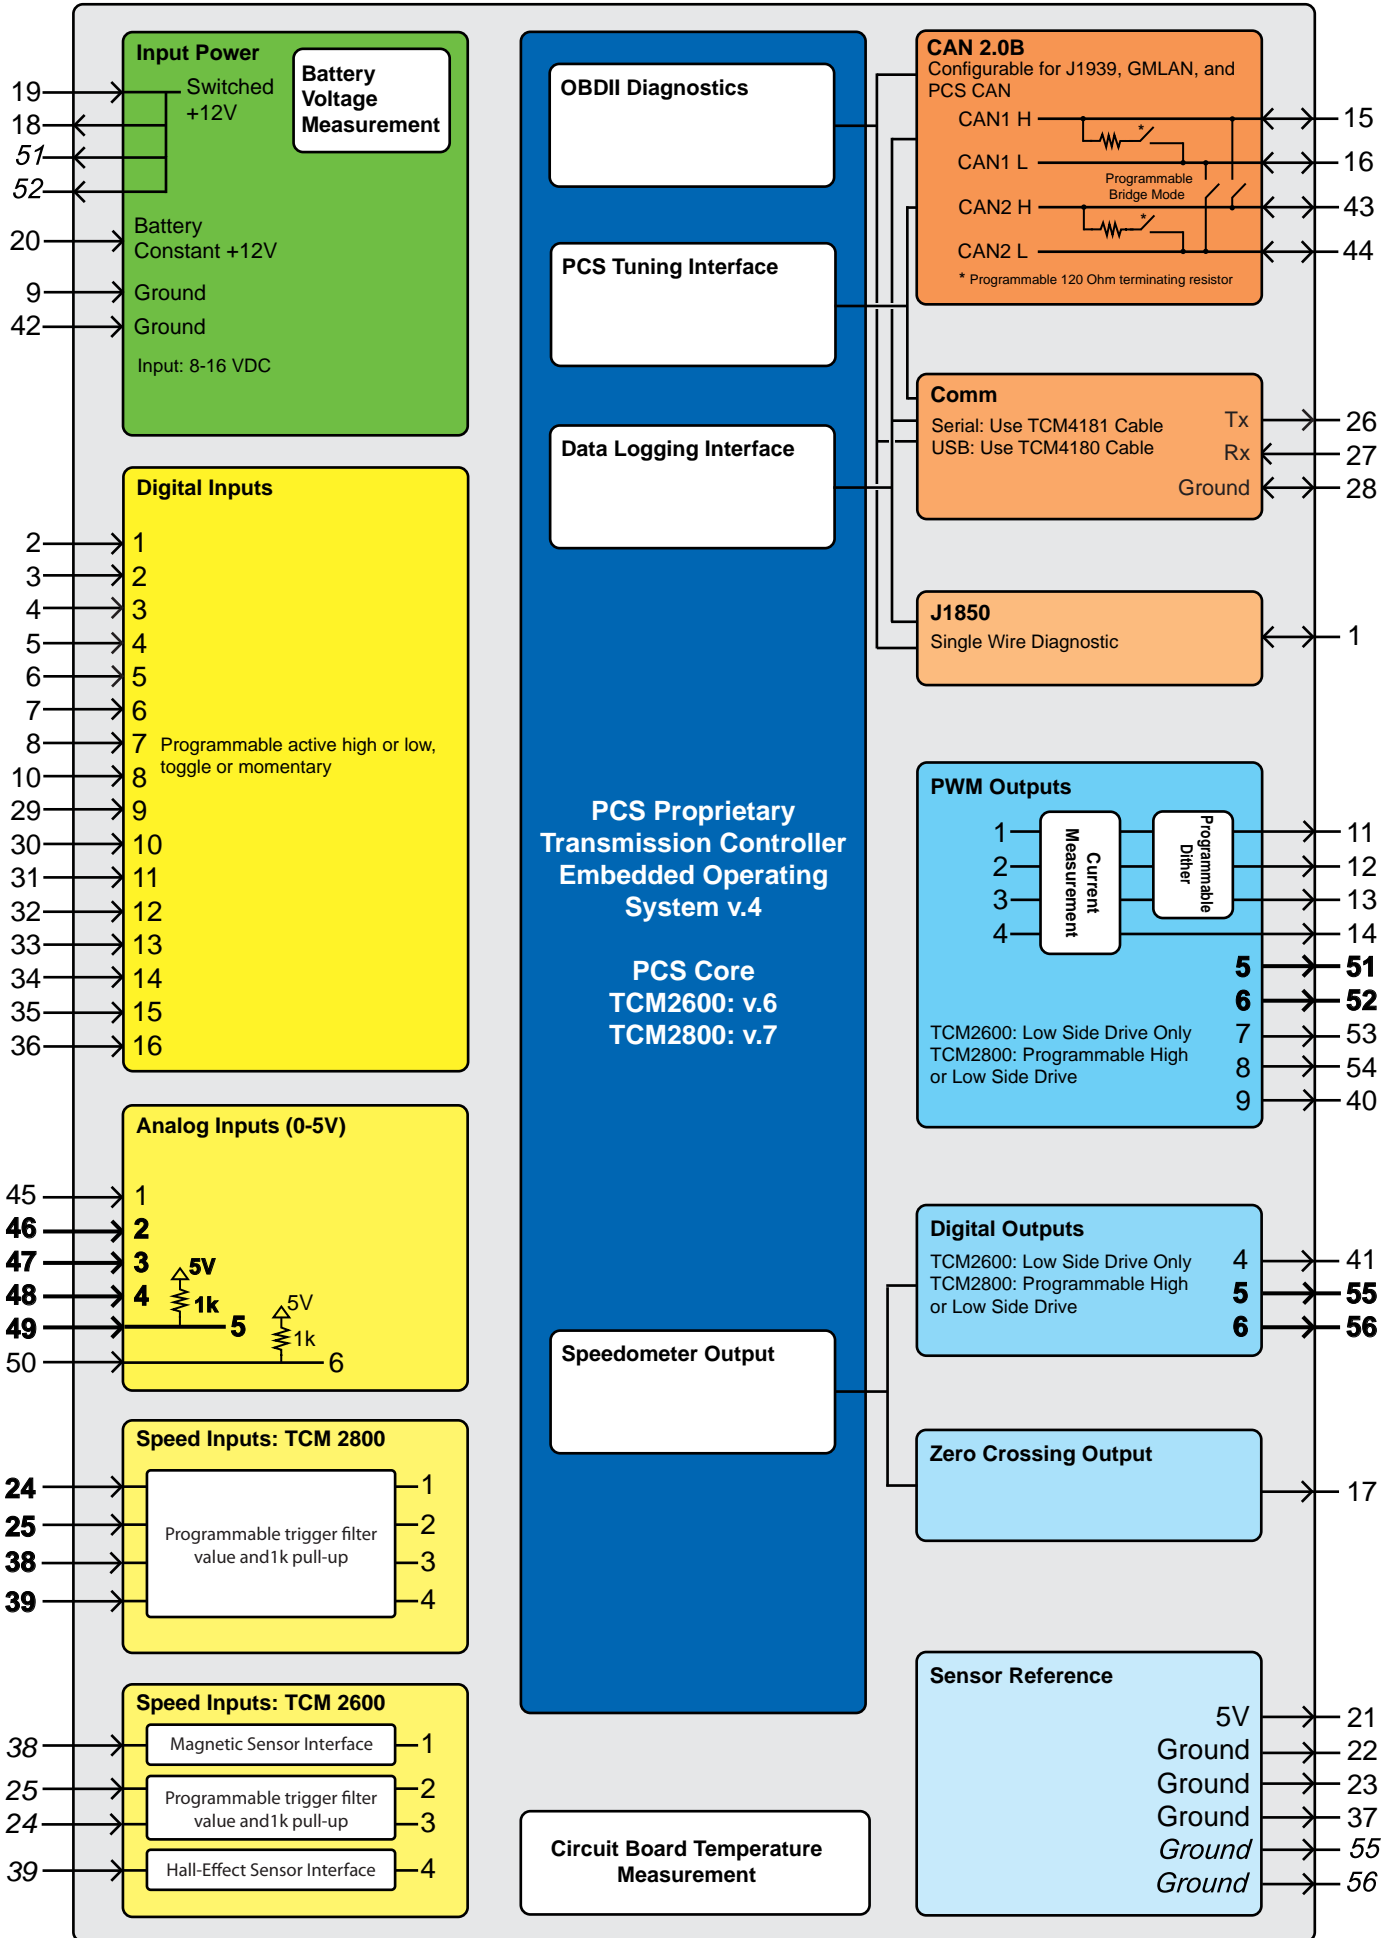 Input Power
Battery
Voltage
Measurement
19
Switched
+12V
18
51
52
20
Battery
Constant +12V
9
Ground
42
Ground
Input: 8-16 VDC
Digital Inputs
2
1
3
2
4
3
5
4
6
5
7
6
8
7
Programmable active high or low,
toggle or momentary
10
8
29
9
30
10
31
11
32
12
33
13
34
14
35
15
36
16
Analog Inputs (0-5V)
45
1
46
2
47
3
5V
48
4
1k
49
5
5V
1k
50
6
Speed Inputs: TCM 2800
24
1
25
2
38
3
39
4
Programmable trigger filter
value and1k pull-up
Speed Inputs: TCM 2600
38
Magnetic Sensor Interface
1
25
2
Programmable trigger filter
value and1k pull-up
24
3
39
Hall-Effect Sensor Interface
4
OBDII Diagnostics
PCS Tuning Interface
Data Logging Interface
PCS Proprietary
Transmission Controller
Embedded Operating
System v.4
PCS Core
TCM2600: v.6
TCM2800: v.7
Speedometer Output
Circuit Board Temperature
Measurement
CAN 2.0B
Configurable for J1939, GMLAN, and
PCS CAN
CAN1 H
15
*
CAN1 L
16
Programmable
Bridge Mode
CAN2 H
43
*
CAN2 L
44
* Programmable 120 Ohm terminating resistor
Comm
Serial: Use TCM4181 Cable
USB: Use TCM4180 Cable
Tx
26
Rx
27
Ground
28
J1850
Single Wire Diagnostic
1
PWM Outputs
1
11
2
12
3
13
4
14
Current
Measurement
Programmable
Dither
5
51
6
52
TCM2600: Low Side Drive Only
TCM2800: Programmable High
or Low Side Drive
7
53
8
54
9
40
Digital Outputs
TCM2600: Low Side Drive Only
TCM2800: Programmable High
or Low Side Drive
4
41
5
55
6
56
Zero Crossing Output
17
Sensor Reference
5V
21
Ground
22
Ground
23
Ground
37
Ground
55
Ground
56